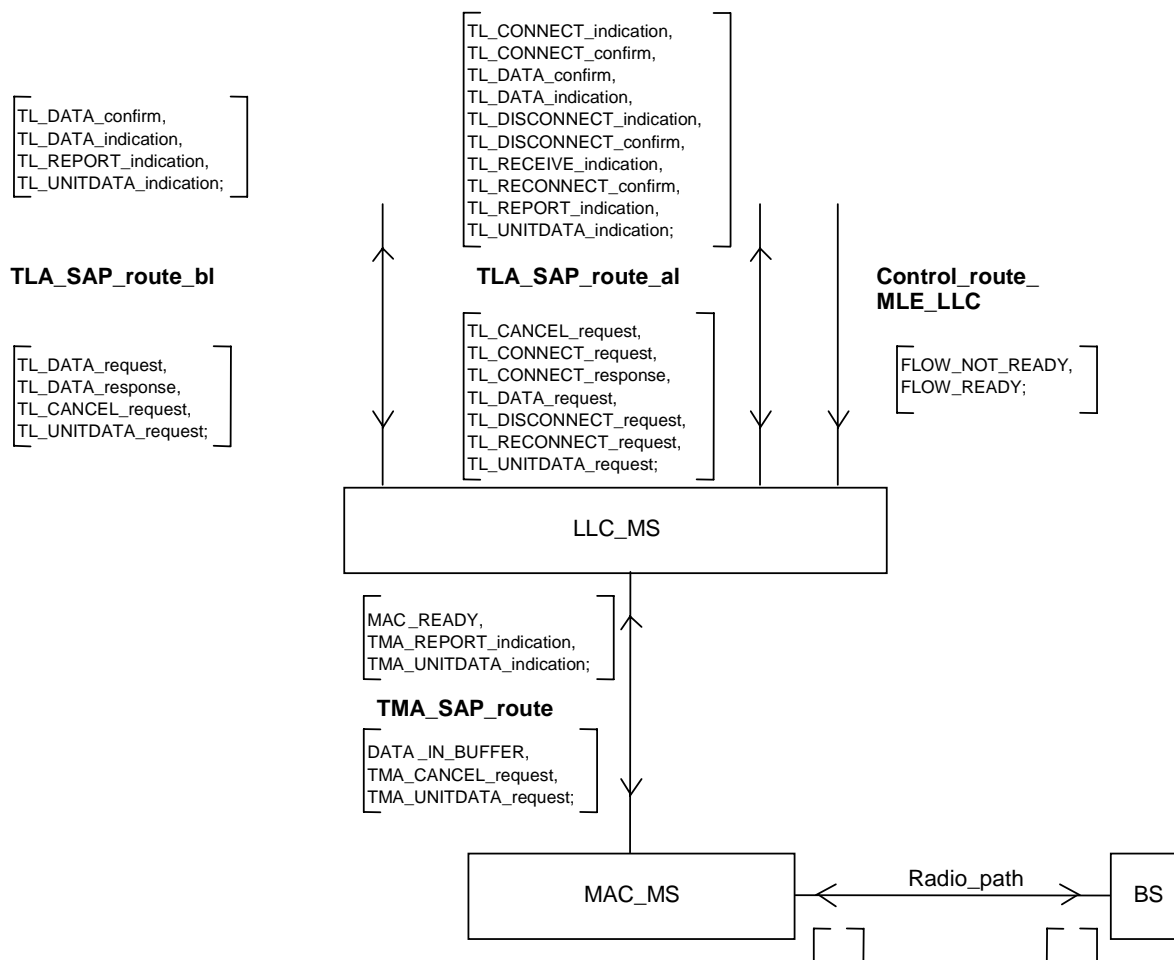 TL_CONNECT_indication,
TL_CONNECT_confirm,
TL_DATA_confirm,
TL_DATA_indication,
TL_DISCONNECT_indication,
TL_DISCONNECT_confirm,
TL_RECEIVE_indication,
TL_RECONNECT_confirm,
TL_REPORT_indication,
TL_UNITDATA_indication;
TL_DATA_confirm,
TL_DATA_indication,
TL_REPORT_indication,
TL_UNITDATA_indication;
TLA_SAP_route_bl
TLA_SAP_route_al
Control_route_
MLE_LLC
TL_DATA_request,
TL_DATA_response,
TL_CANCEL_request,
TL_UNITDATA_request;
TL_CANCEL_request,
TL_CONNECT_request,
TL_CONNECT_response,
TL_DATA_request,
TL_DISCONNECT_request,
TL_RECONNECT_request,
TL_UNITDATA_request;
FLOW_NOT_READY,
FLOW_READY;
LLC_MS
MAC_READY,
TMA_REPORT_indication,
TMA_UNITDATA_indication;
TMA_SAP_route
DATA_IN_BUFFER,
TMA_CANCEL_request,
TMA_UNITDATA_request;
MAC_MS
Radio_path
BS